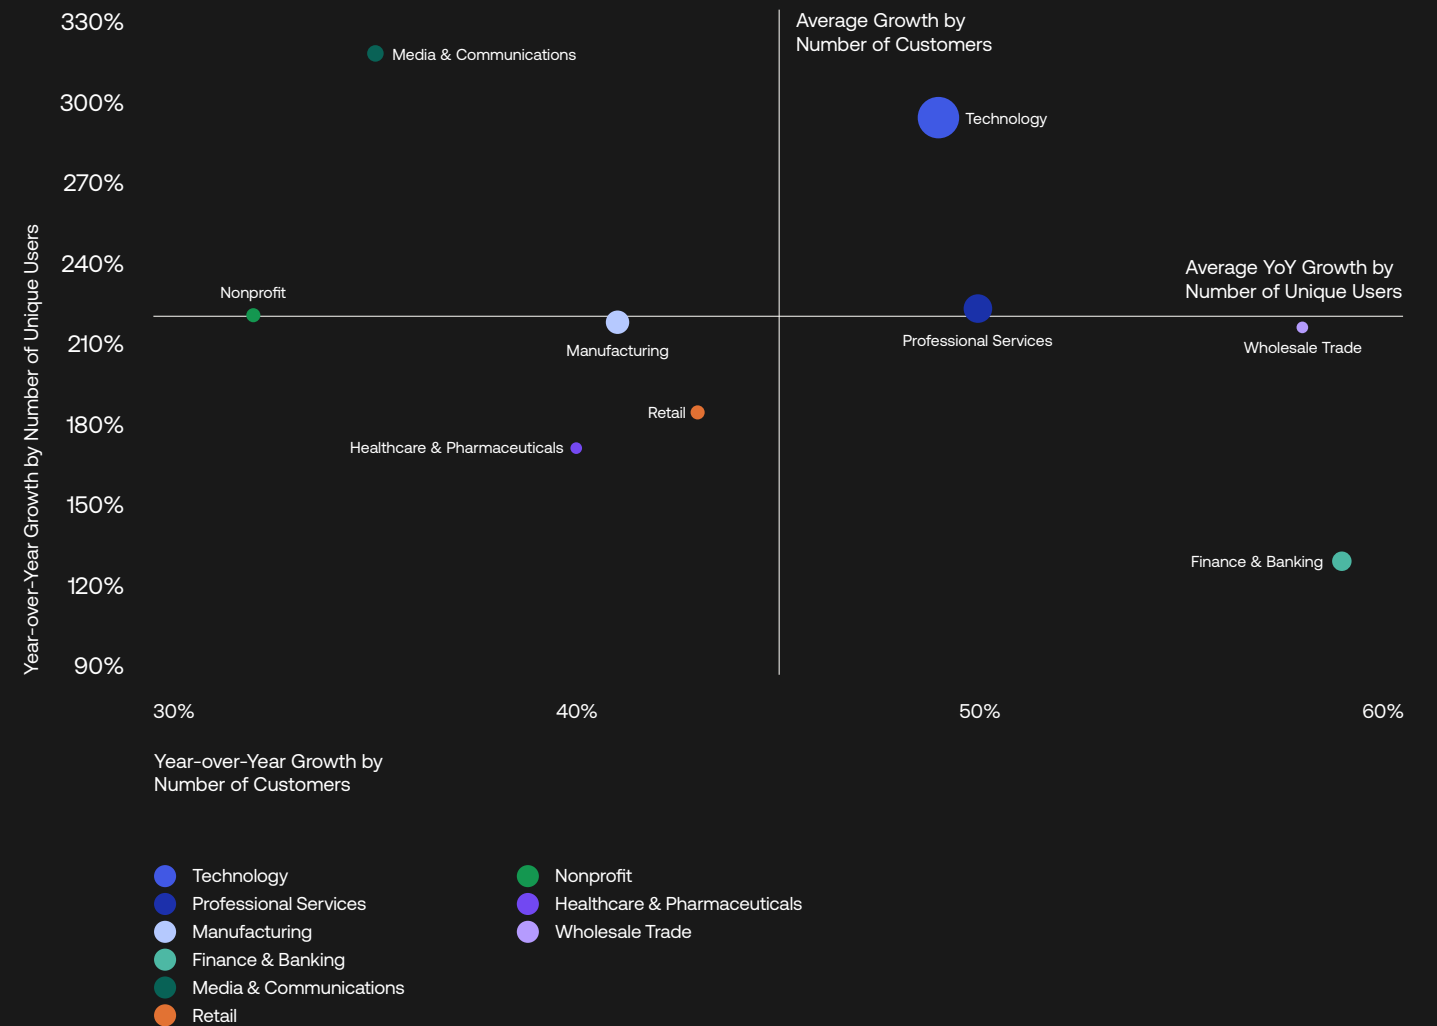 330%
Average Growth by
Number of Customers
Media & Communications
300%
Technology
270%
240%
Average YoY Growth by
Number of Unique Users
Nonprofit
210%
Manufacturing
Professional Services
Wholesale Trade
Retail
180%
Healthcare & Pharmaceuticals
150%
Finance & Banking
120%
90%
Year-over-Year Growth by Number of Unique Users
30%
40%
50%
60%
Year-over-Year Growth by
Number of Customers
Technology
Professional Services
Manufacturing
Finance & Banking
Media & Communications
Retail
Nonprofit
Healthcare & Pharmaceuticals
Wholesale Trade